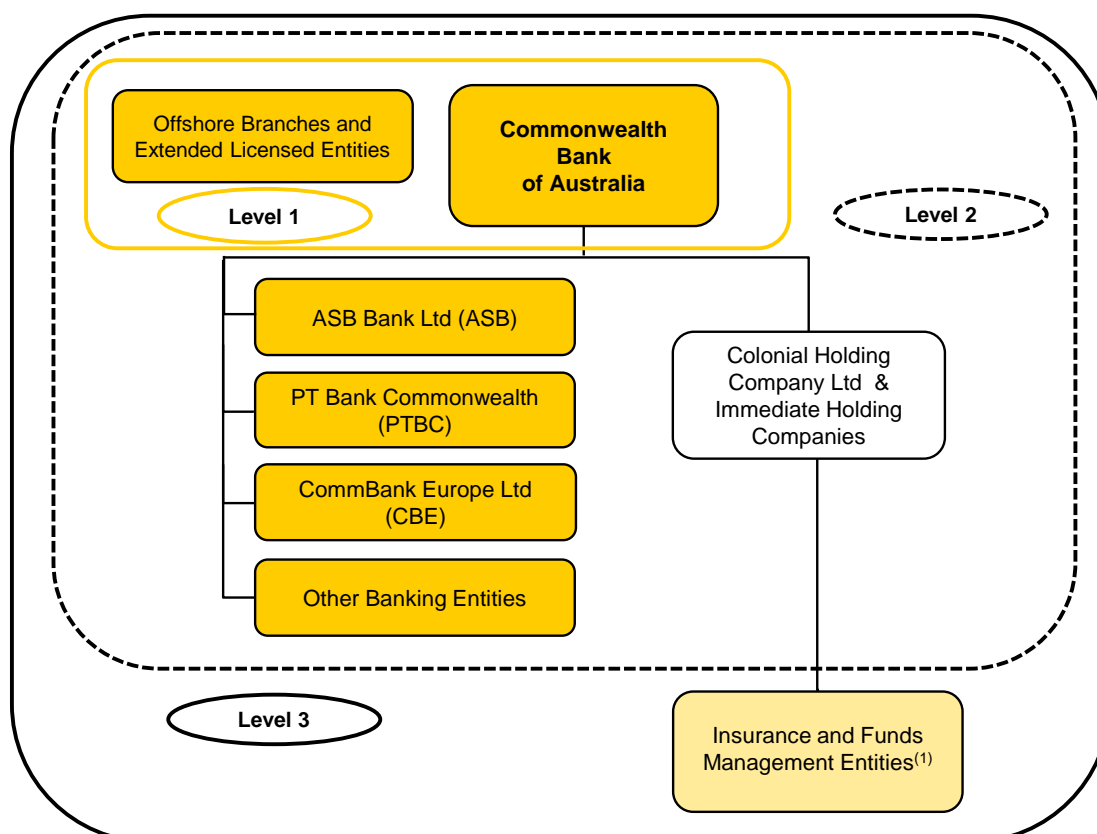 Offshore Branches and
Extended Licensed Entities
Commonwealth
Bank
of Australia
Level 1
Level 2
ASB Bank Ltd (ASB)
PT Bank Commonwealth
(PTBC)
CommBank Europe Ltd
(CBE)
Other Banking Entities
Colonial Holding
Company Ltd &
Immediate Holding
Companies
Level 3
Insurance and Funds
Management Entities(1)